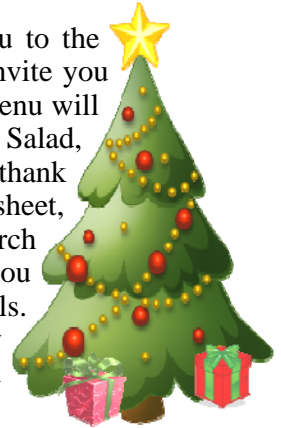 u to the
nvite you
enu will
Salad,
thank
sheet,
rch
ou
ls.